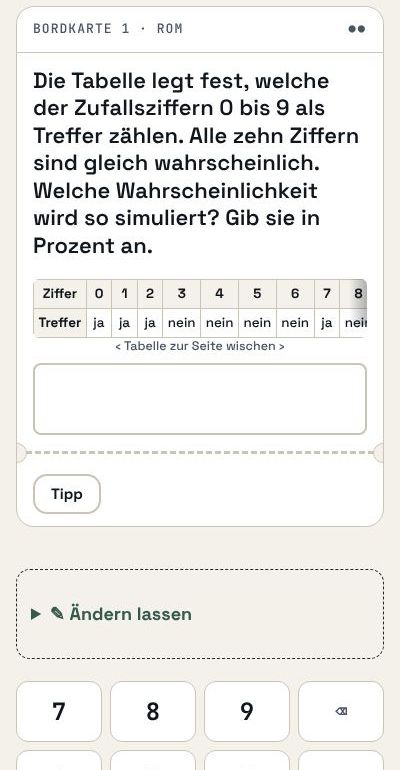 BORDKARTE 1 · ROM
Die Tabelle legt fest, welche
der Zufallsziffern 0 bis 9 als
Treffer zählen. Alle zehn Ziffern
sind gleich wahrscheinlich.
Welche Wahrscheinlichkeit
wird so simuliert? Gib sie in
Prozent an.
Ziffer 0 1 2 3 4 5 6 7 8
Treffer ja ja ja nein nein nein nein ja
‹ Tabelle zur Seite wischen ›
Tipp
▶ ✎ Ändern lassen
7 8 9 ⌫